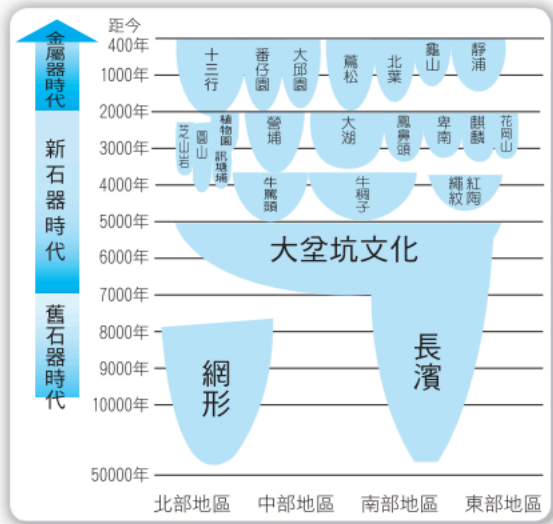 距今
400年
1000年
2000年
3000年
4000年
5000年
6000年
7000年
8000年
9000年
10000年
50000年
金屬器時代
新石器時代
舊石器時代
十三行
番仔園
大邱園
蔦松
北葉
龜山
靜浦
芝山岩
圓山
植物園
訊塘埔
營埔
大湖
鳳鼻頭
卑南
麒麟
花岡山
牛罵頭
牛稠子
繩紋
紅陶
大坌坑文化
網形
長濱
北部地區
中部地區
南部地區
東部地區